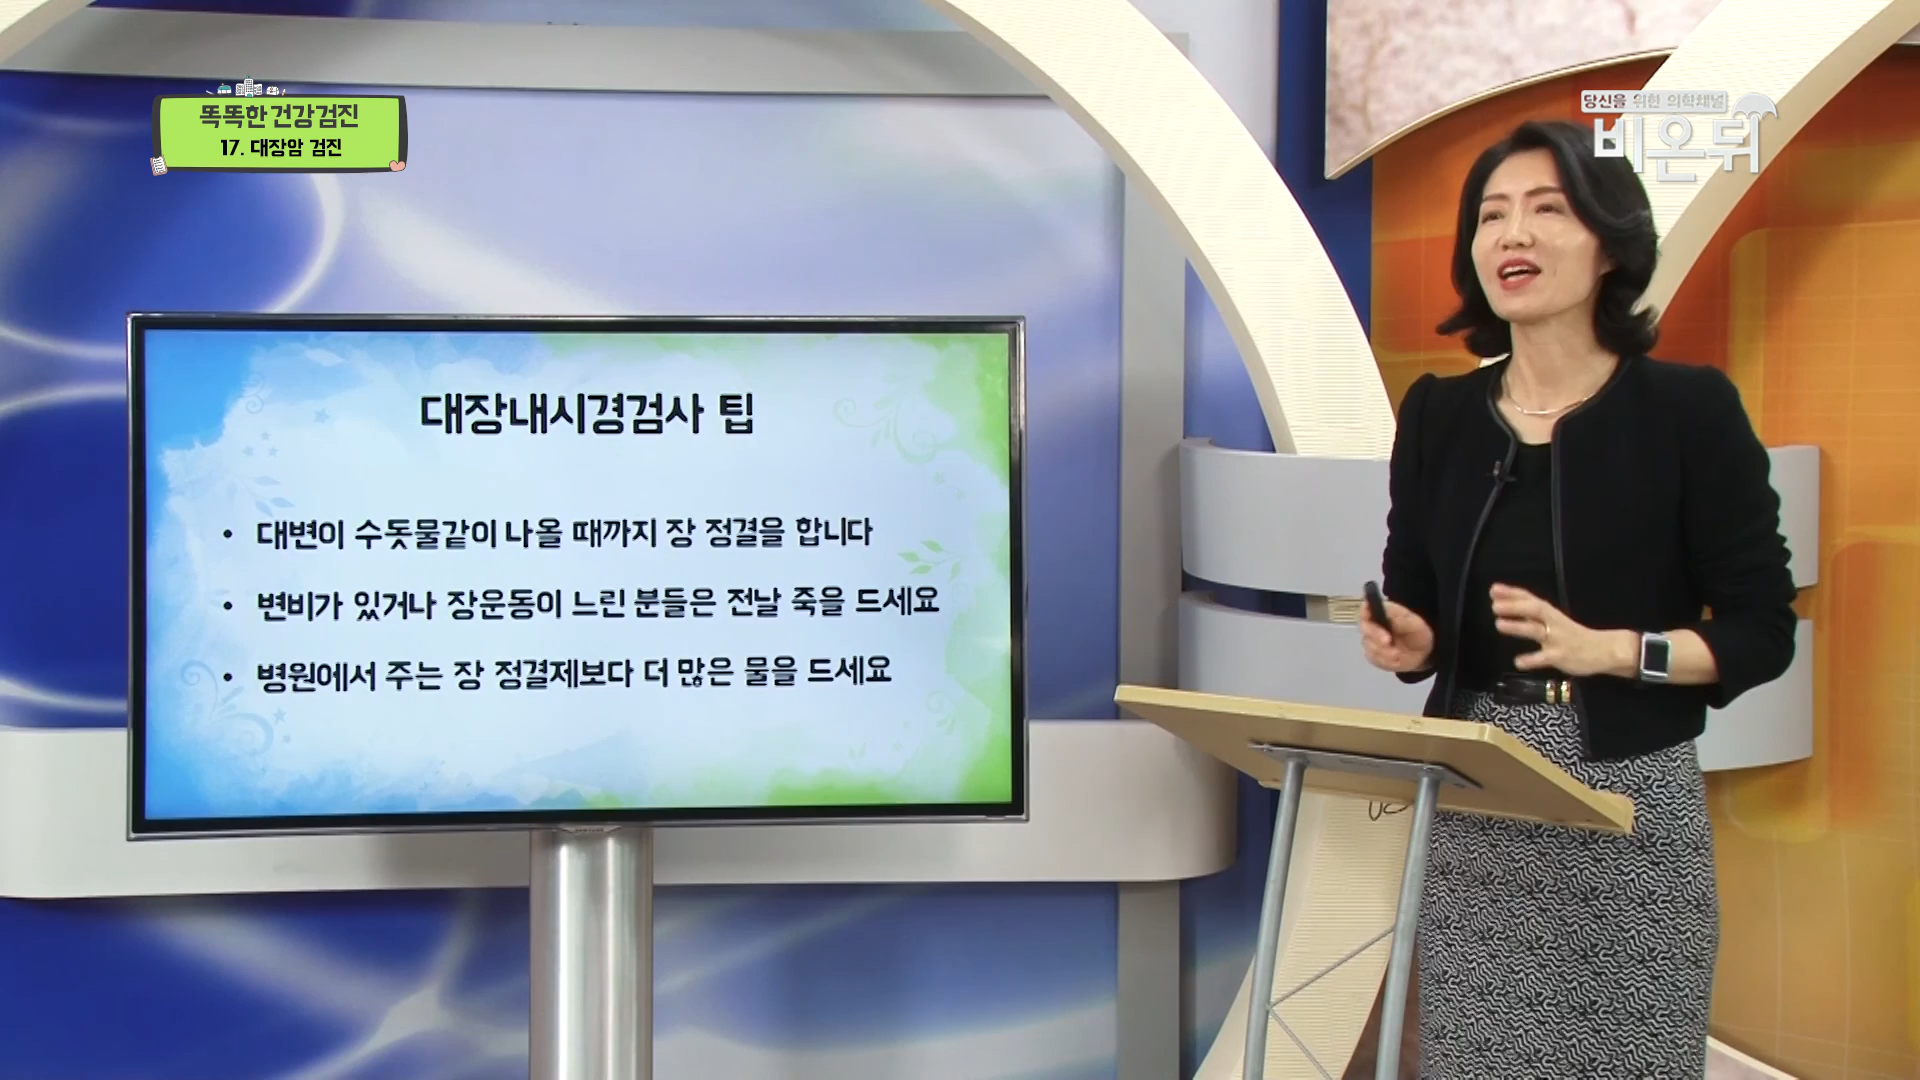 똑똑한 건강검진
17. 대장암 검진
당신을 위한 의학채널
비온뒤
대장내시경검사 팁
• 대변이 수돗물같이 나올 때까지 장 정결을 합니다
• 변비가 있거나 장운동이 느린 분들은 전날 죽을 드세요
• 병원에서 주는 장 정결제보다 더 많은 물을 드세요